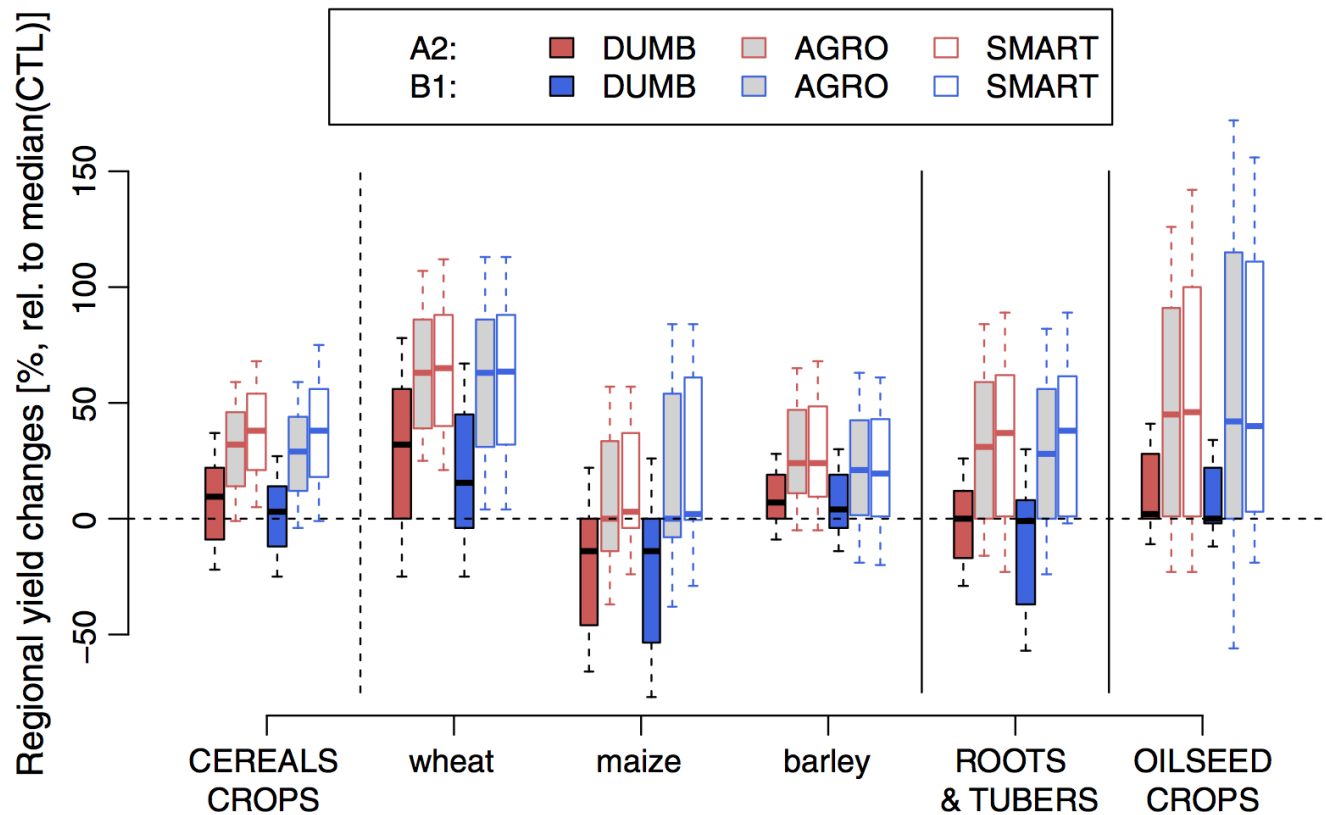 Regional yield changes [%, rel. to median(CTL)]
A2: DUMB AGRO SMART
B1: DUMB AGRO SMART
150
100
50
0
−50
CEREALS CROPS
wheat
maize
barley
ROOTS & TUBERS
OILSEED CROPS